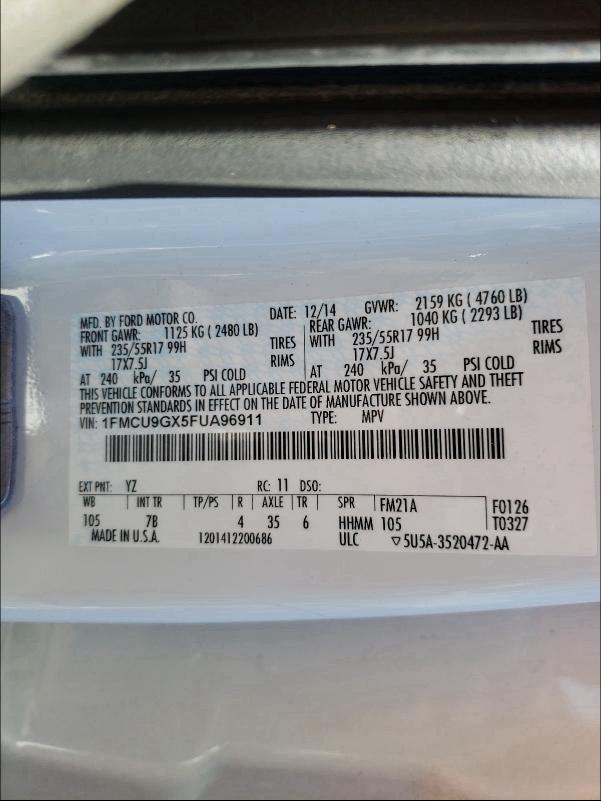 MFD. BY FORD MOTOR CO. DATE: 12/14 GVWR: 2159 KG ( 4760 LB)
FRONT GAWR: 1125 KG ( 2480 LB) REAR GAWR: 1040 KG ( 2293 LB)
WITH 235/55R17 99H TIRES WITH 235/55R17 99H TIRES
17X7.5J RIMS 17X7.5J RIMS
AT 240 kPa/ 35 PSI COLD AT 240 kPa/ 35 PSI COLD
THIS VEHICLE CONFORMS TO ALL APPLICABLE FEDERAL MOTOR VEHICLE SAFETY AND THEFT
PREVENTION STANDARDS IN EFFECT ON THE DATE OF MANUFACTURE SHOWN ABOVE.
VIN: 1FMCU9GX5FUA96911 TYPE: MPV
EXT PNT: YZ RC: 11 DSO:
WB INT TR TP/PS R AXLE TR SPR FM21A F0126
105 7B 4 35 6 HHMM 105 T0327
MADE IN U.S.A. 1201412200686 ULC ▽5U5A-3520472-AA